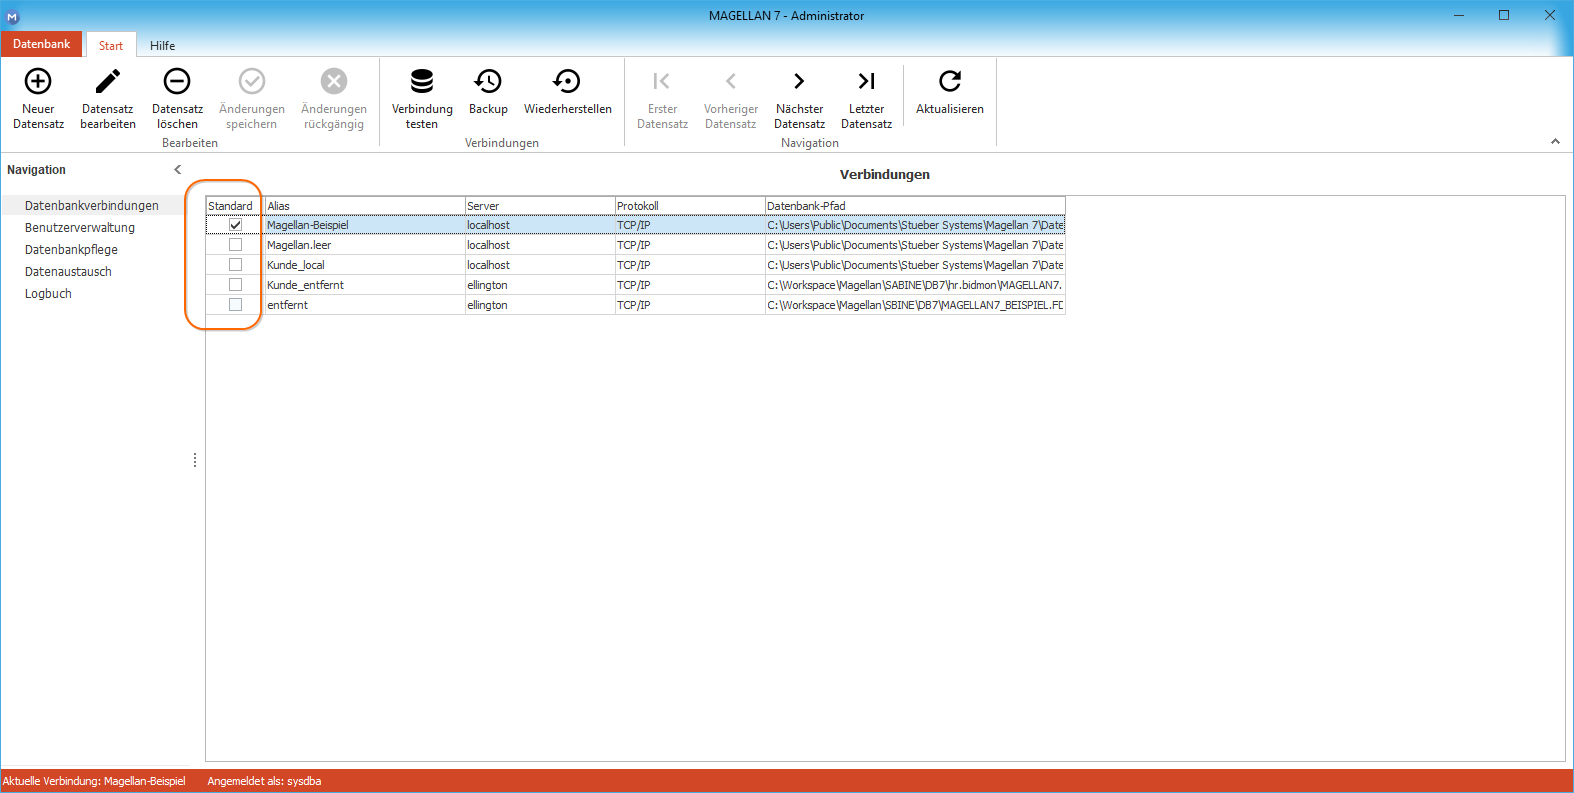 M
MAGELLAN 7 - Administrator
Datenbank Start Hilfe
Neuer Datensatz
Datensatz bearbeiten
Datensatz löschen
Änderungen speichern
Änderungen rückgängig
Bearbeiten
Verbindung testen
Backup
Wiederherstellen
Verbindungen
Erster Datensatz
Vorheriger Datensatz
Nächster Datensatz
Letzter Datensatz
Navigation
Aktualisieren
Navigation
Datenbankverbindungen
Benutzerverwaltung
Datenbankpflege
Datenaustausch
Logbuch
Verbindungen
Standard Alias Server Protokoll Datenbank-Pfad
Magellan-Beispiel localhost TCP/IP C:\Users\Public\Documents\Stueber Systems\Magellan 7\Date
Magellan.leer localhost TCP/IP C:\Users\Public\Documents\Stueber Systems\Magellan 7\Date
Kunde_local localhost TCP/IP C:\Users\Public\Documents\Stueber Systems\Magellan 7\Date
Kunde_entfernt ellington TCP/IP C:\Workspace\Magellan\SABINE\DB7\hr.bidmon\MAGELLAN7.
entfernt ellington TCP/IP C:\Workspace\Magellan\SBINE\DB7\MAGELLAN7_BEISPIEL.FD
Aktuelle Verbindung: Magellan-Beispiel Angemeldet als: sysdba